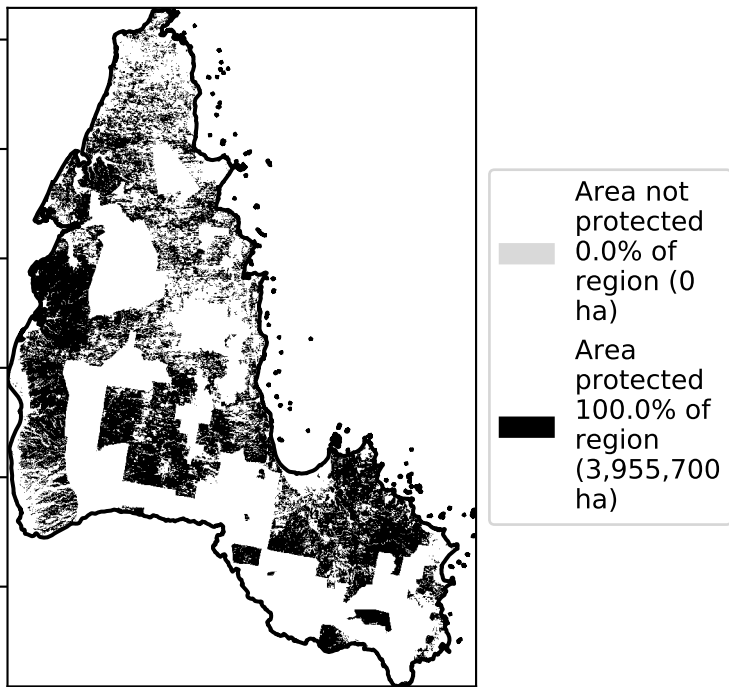 Area not
protected
0.0% of
region (0
ha)
Area
protected
100.0% of
region
(3,955,700
ha)